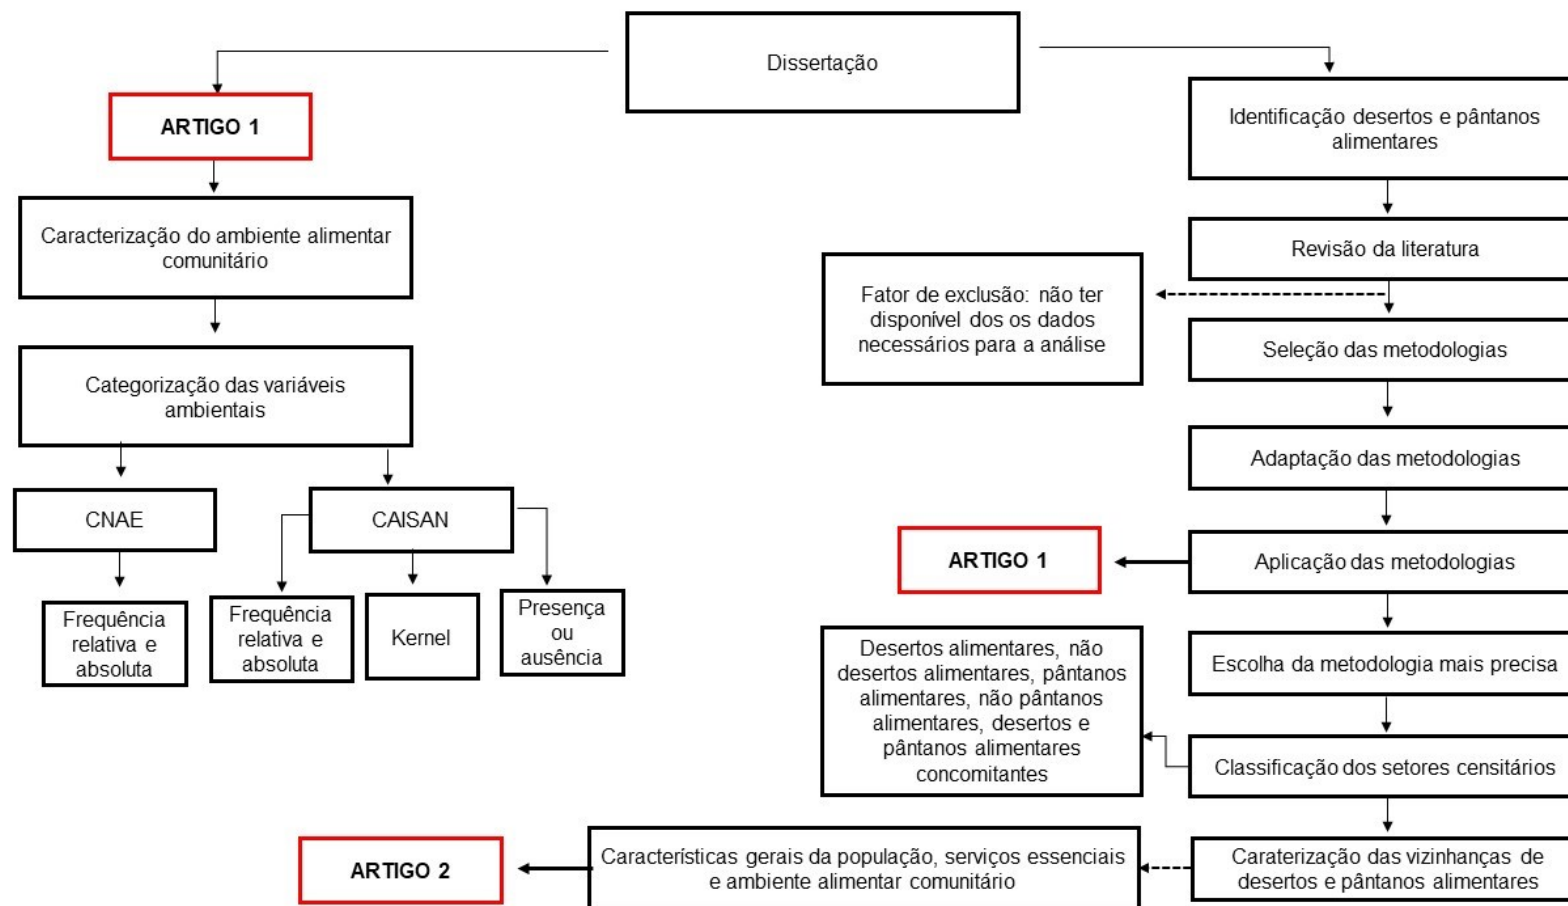 Dissertação
ARTIGO 1
Caracterização do ambiente alimentar
comunitário
Categorização das variáveis
ambientais
CNAE
CAISAN
Frequência
relativa e
absoluta
Frequência
relativa e
absoluta
Kernel
Presença
ou
ausência
Identificação desertos e pântanos
alimentares
Revisão da literatura
Fator de exclusão: não ter
disponível dos os dados
necessários para a análise
Seleção das metodologias
Adaptação das metodologias
Aplicação das metodologias
ARTIGO 1
Escolha da metodologia mais precisa
Classificação dos setores censitários
Desertos alimentares, não
desertos alimentares, pântanos
alimentares, não pântanos
alimentares, desertos e
pântanos alimentares
concomitantes
Caraterização das vizinhanças de
desertos e pântanos alimentares
Características gerais da população, serviços essenciais
e ambiente alimentar comunitário
ARTIGO 2